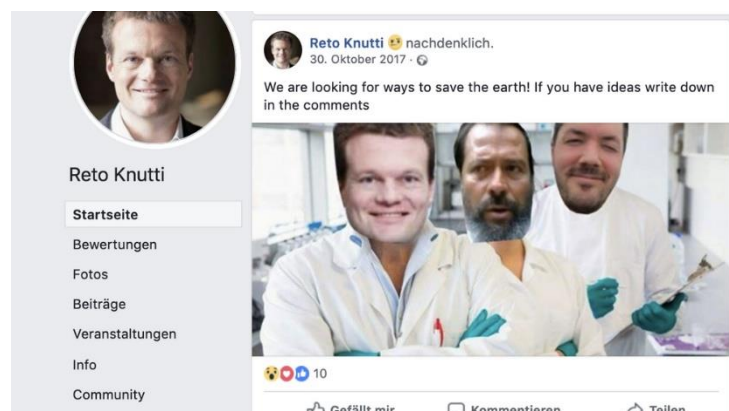 Reto Knutti
Startseite
Bewertungen
Fotos
Beiträge
Veranstaltungen
Info
Community
Reto Knutti 🤨 nachdenklich.
30. Oktober 2017 ·
We are looking for ways to save the earth! If you have ideas write down
in the comments
10
Gefällt mir Kommentieren Teilen